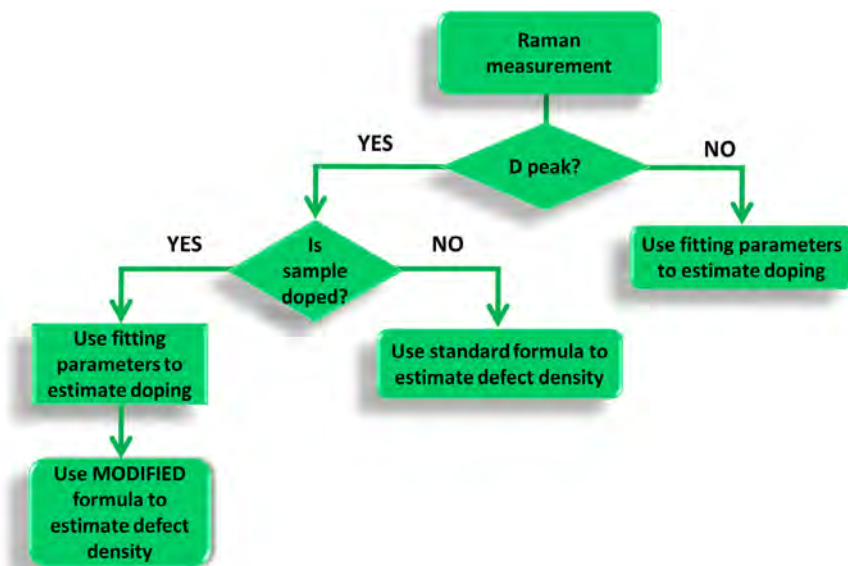 Raman
measurement
D peak?
YES
NO
Is
sample
doped?
Use fitting parameters
to estimate doping
YES
NO
Use fitting
parameters to
estimate doping
Use standard formula to
estimate defect density
Use MODIFIED
formula to
estimate defect
density